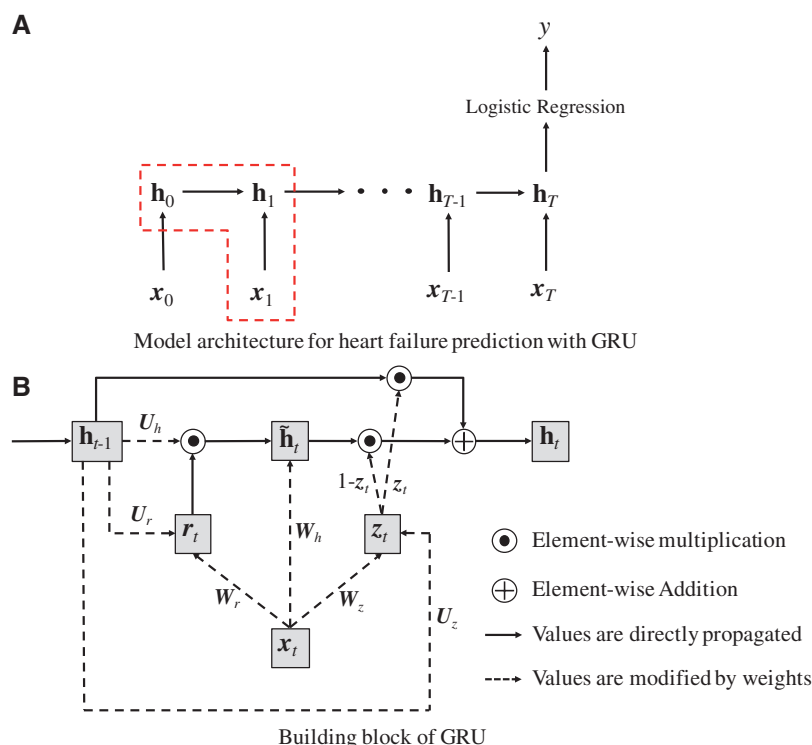 A
y
Logistic Regression
h0 h1 · · · hT-1 hT
x0 x1 xT-1 xT
Model architecture for heart failure prediction with GRU
B
ht-1 Uh h̃t ht
1-zt zt
Ur rt Wh zt
Element-wise multiplication
Wr Wz Uz
Element-wise Addition
xt
Values are directly propagated
Values are modified by weights
Building block of GRU